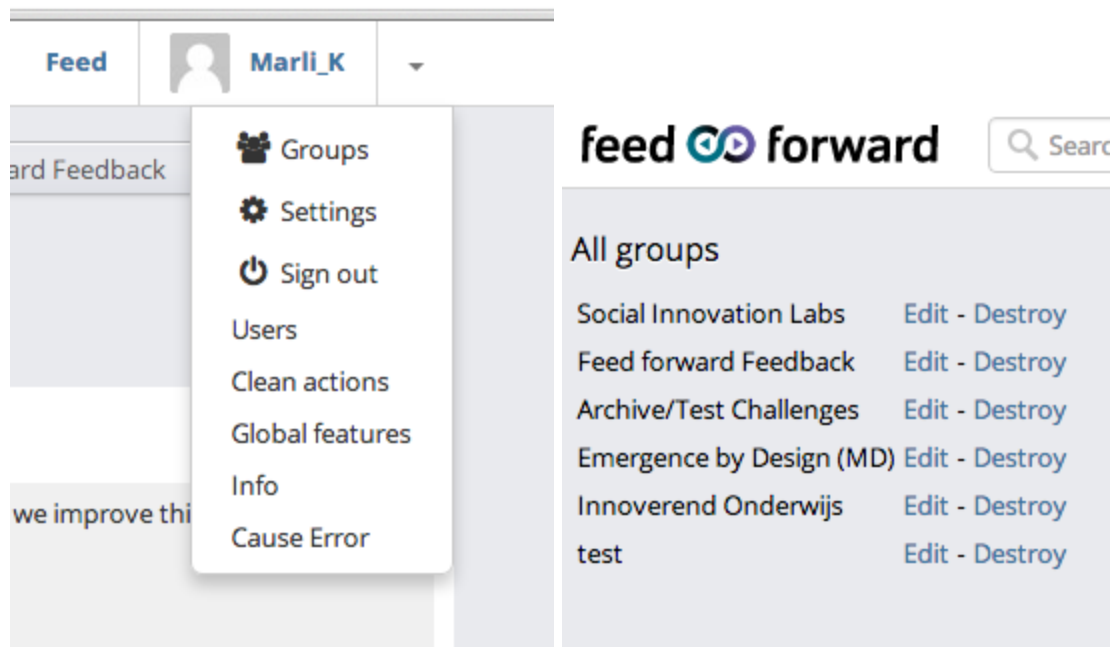 Feed
Marli_K
Groups
ard Feedback
Settings
Sign out
Users
Clean actions
Global features
Info
we improve thi
Cause Error
feed forward
Searc
All groups
Social Innovation Labs Edit - Destroy
Feed forward Feedback Edit - Destroy
Archive/Test Challenges Edit - Destroy
Emergence by Design (MD) Edit - Destroy
Innoverend Onderwijs Edit - Destroy
test Edit - Destroy